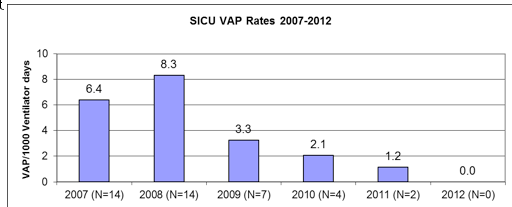 SICU VAP Rates 2007-2012
VAP/1000 Ventilator days
10
8
6
4
2
0
6.4
8.3
3.3
2.1
1.2
0.0
2007 (N=14)
2008 (N=14)
2009 (N=7)
2010 (N=4)
2011 (N=2)
2012 (N=0)